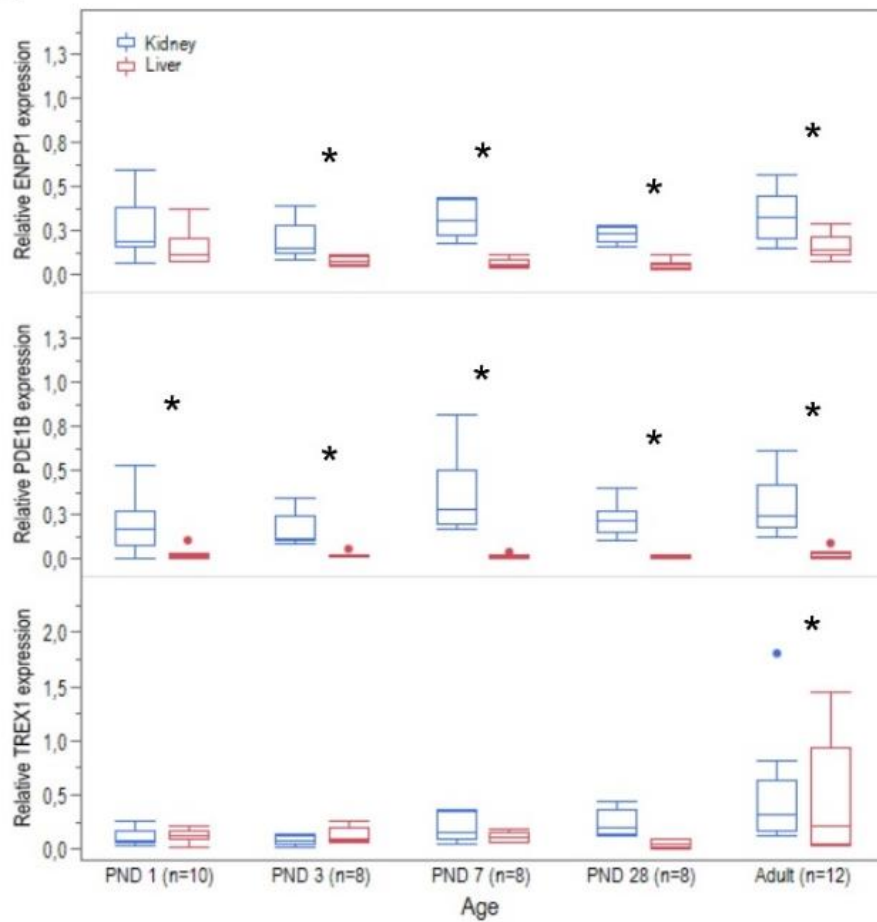 Kidney
Liver
Relative ENPP1 expression
1,3
1,0
0,8
0,5
0,3
0,0
*
*
*
*
Relative PDE1B expression
1,3
1,0
0,8
0,5
0,3
0,0
*
*
*
*
*
Relative TREX1 expression
2,0
1,5
1,0
0,5
0,0
*
PND 1 (n=10)
PND 3 (n=8)
PND 7 (n=8)
PND 28 (n=8)
Adult (n=12)
Age